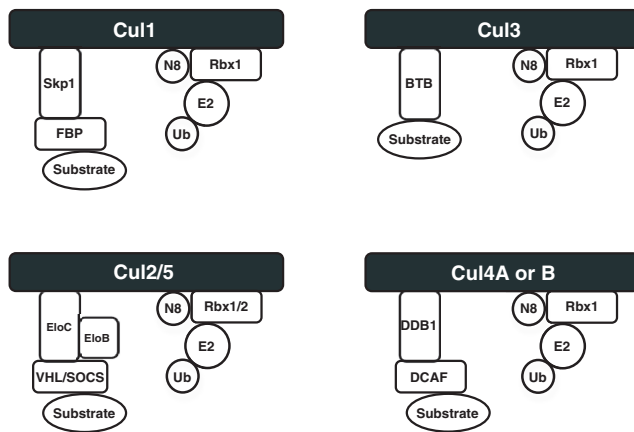 Cul1
N8 Rbx1
Skp1
E2
FBP
Ub
Substrate
Cul3
N8 Rbx1
BTB
E2
Substrate
Ub
Cul2/5
N8 Rbx1/2
EloC
EloB
E2
VHL/SOCS
Ub
Substrate
Cul4A or B
N8 Rbx1
DDB1
E2
DCAF
Ub
Substrate